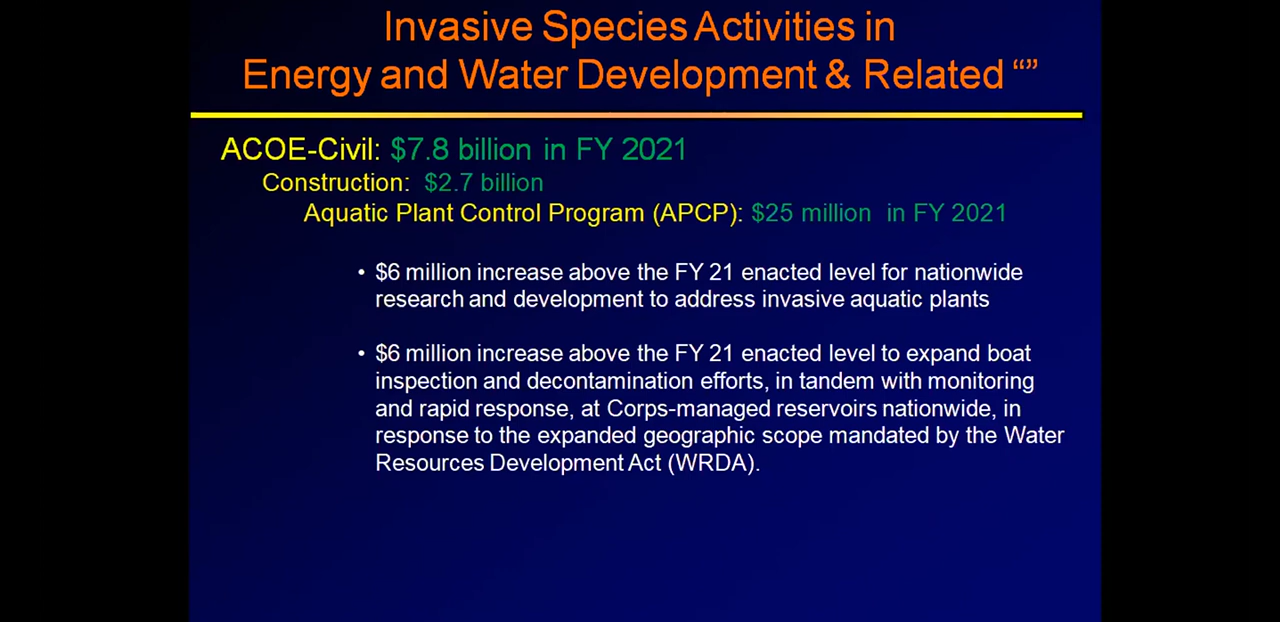 Invasive Species Activities in
Energy and Water Development & Related “”
ACOE-Civil: $7.8 billion in FY 2021
Construction: $2.7 billion
Aquatic Plant Control Program (APCP): $25 million in FY 2021
• $6 million increase above the FY 21 enacted level for nationwide
research and development to address invasive aquatic plants
• $6 million increase above the FY 21 enacted level to expand boat
inspection and decontamination efforts, in tandem with monitoring
and rapid response, at Corps-managed reservoirs nationwide, in
response to the expanded geographic scope mandated by the Water
Resources Development Act (WRDA).